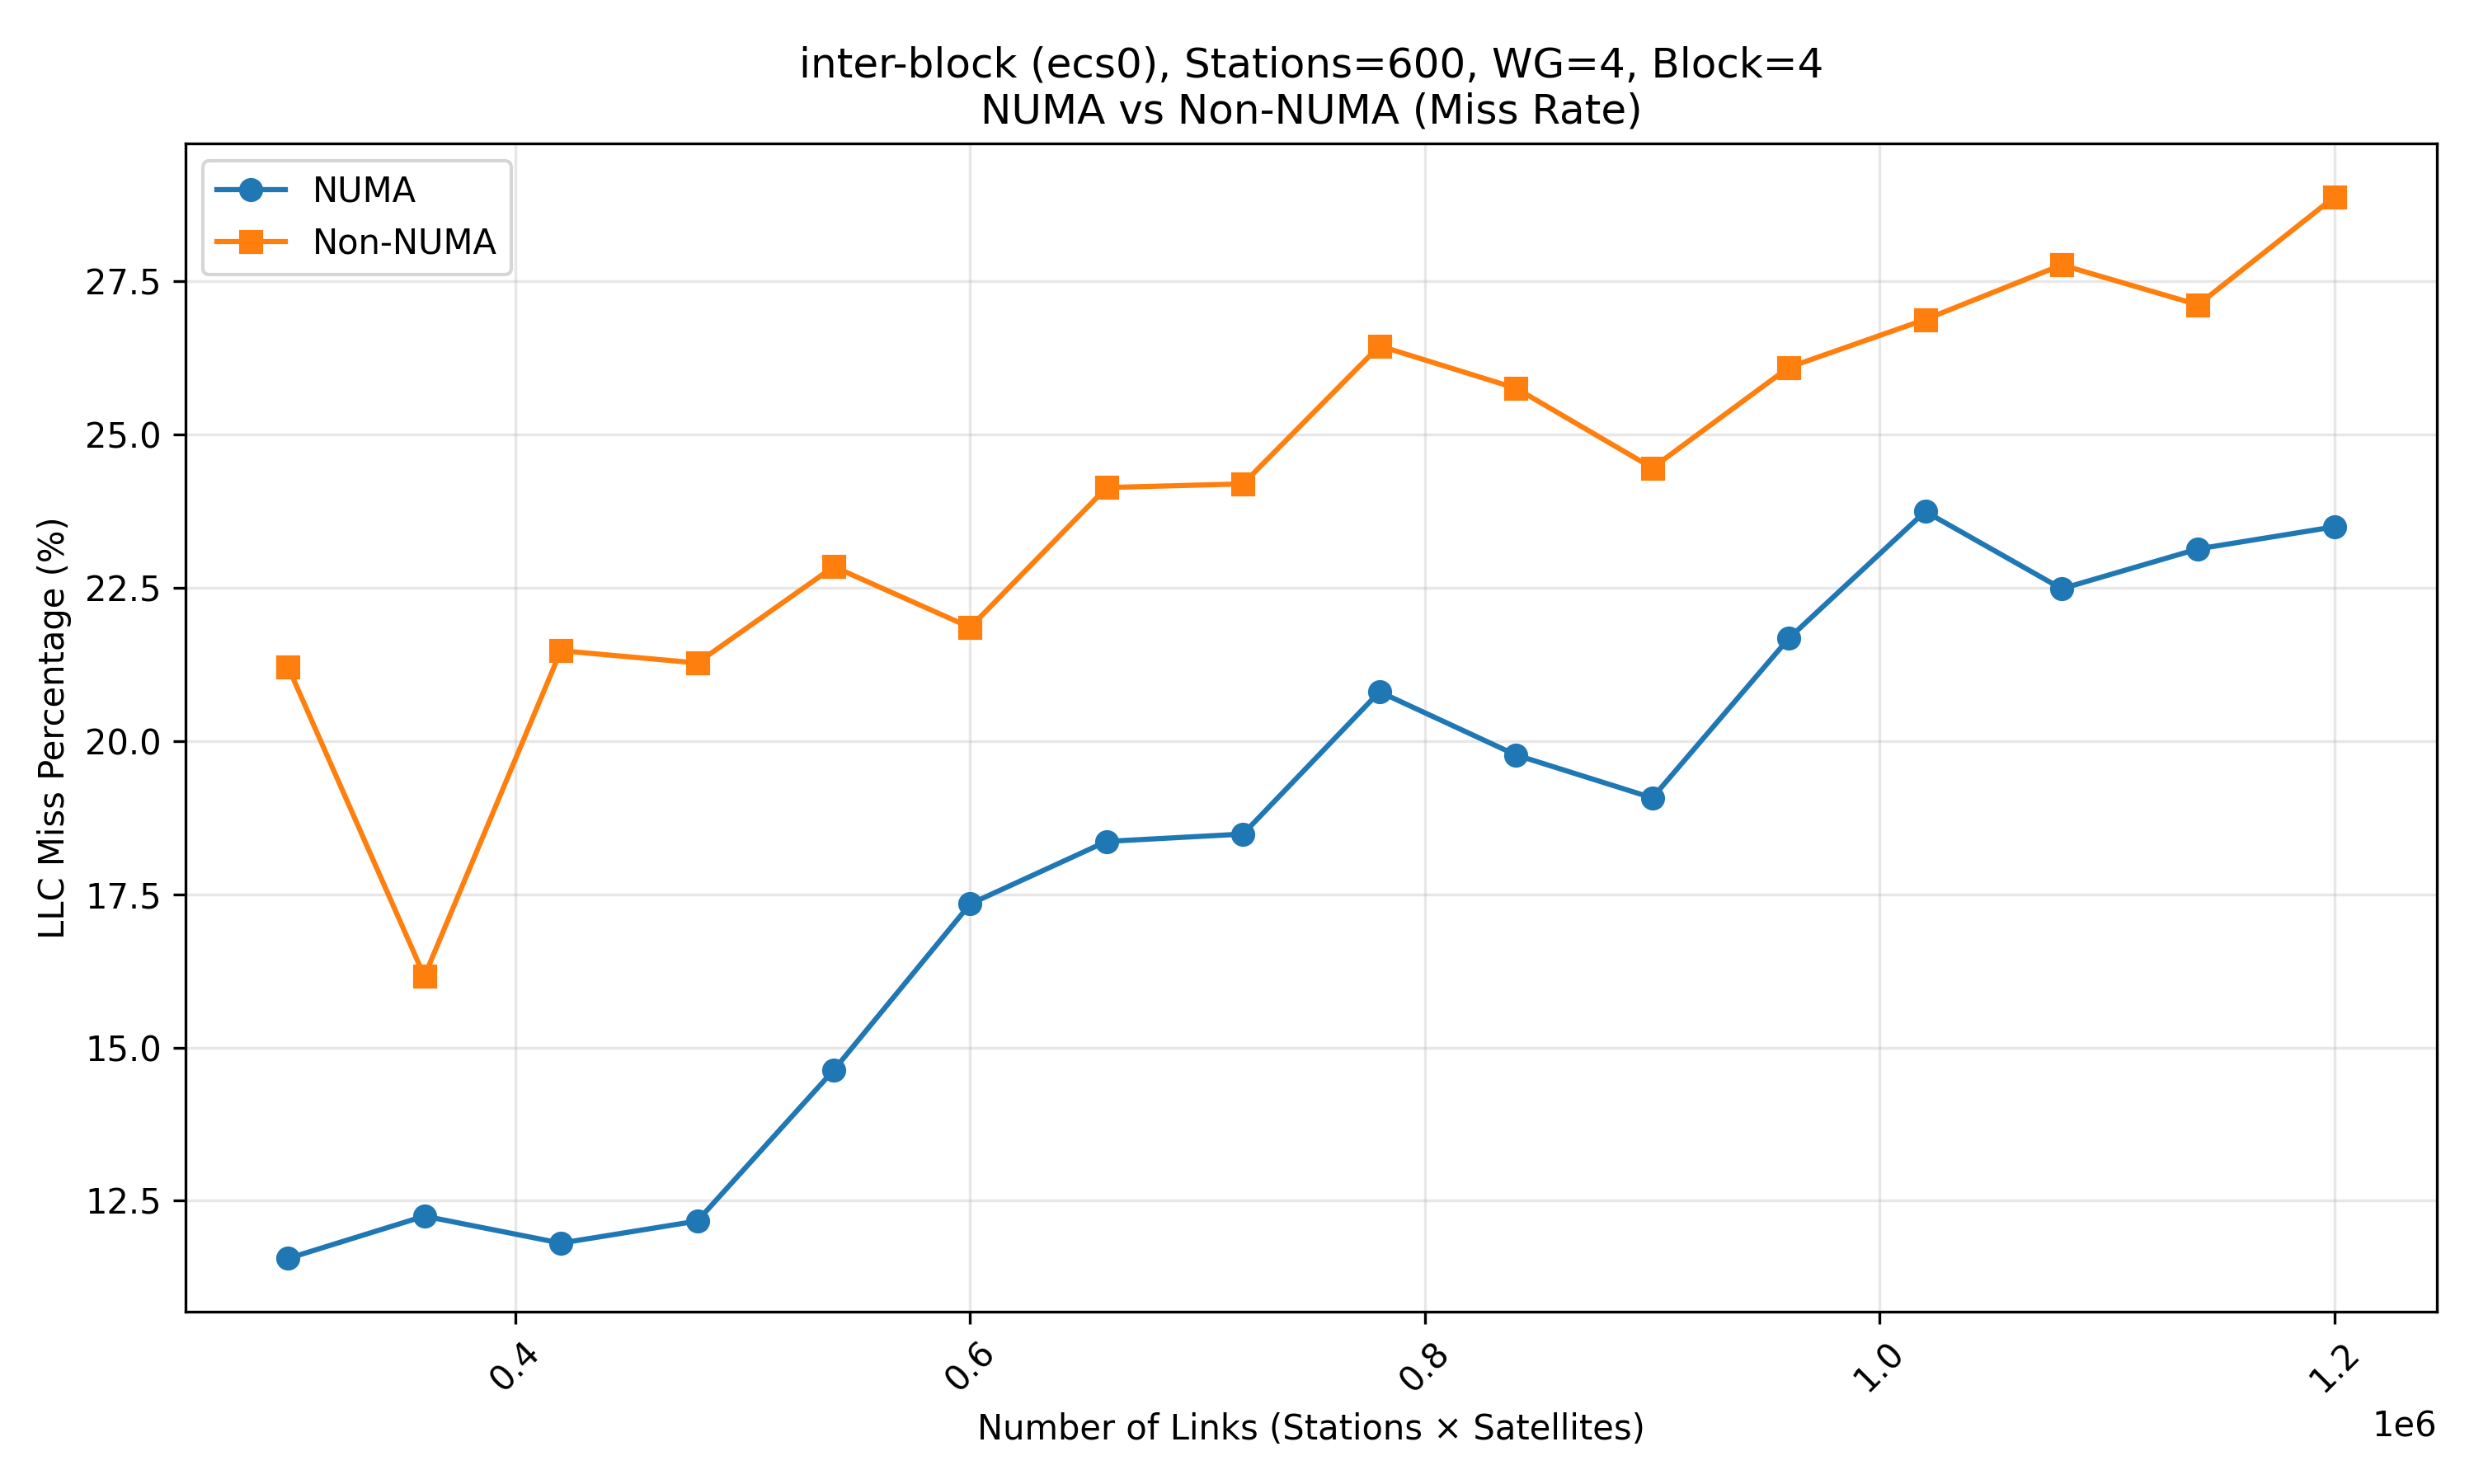 inter-block (ecs0), Stations=600, WG=4, Block=4
NUMA vs Non-NUMA (Miss Rate)
NUMA
Non-NUMA
LLC Miss Percentage (%)
27.5
25.0
22.5
20.0
17.5
15.0
12.5
0.4
0.6
0.8
1.0
1.2
1e6
Number of Links (Stations × Satellites)